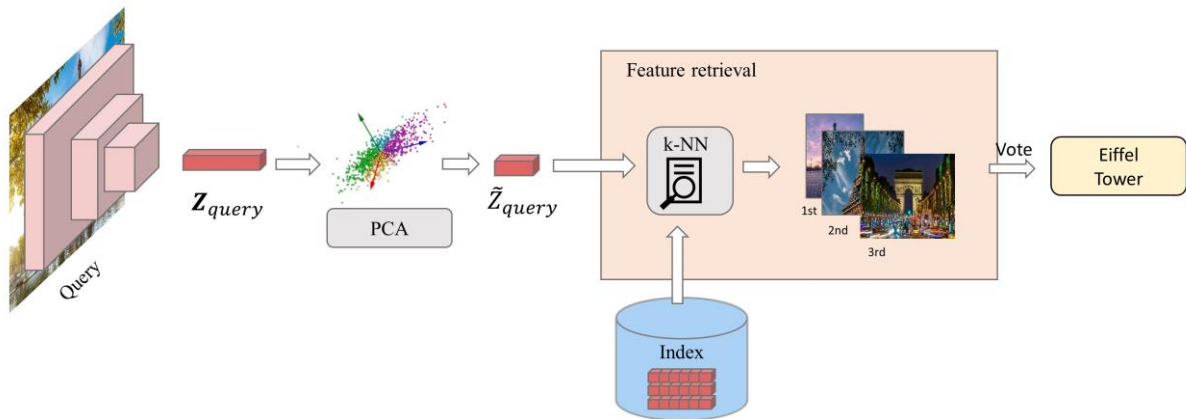 Query
𝒁_query
PCA
Z̃_query
Feature retrieval
k-NN
1st
2nd
3rd
Index
Vote
Eiffel
Tower